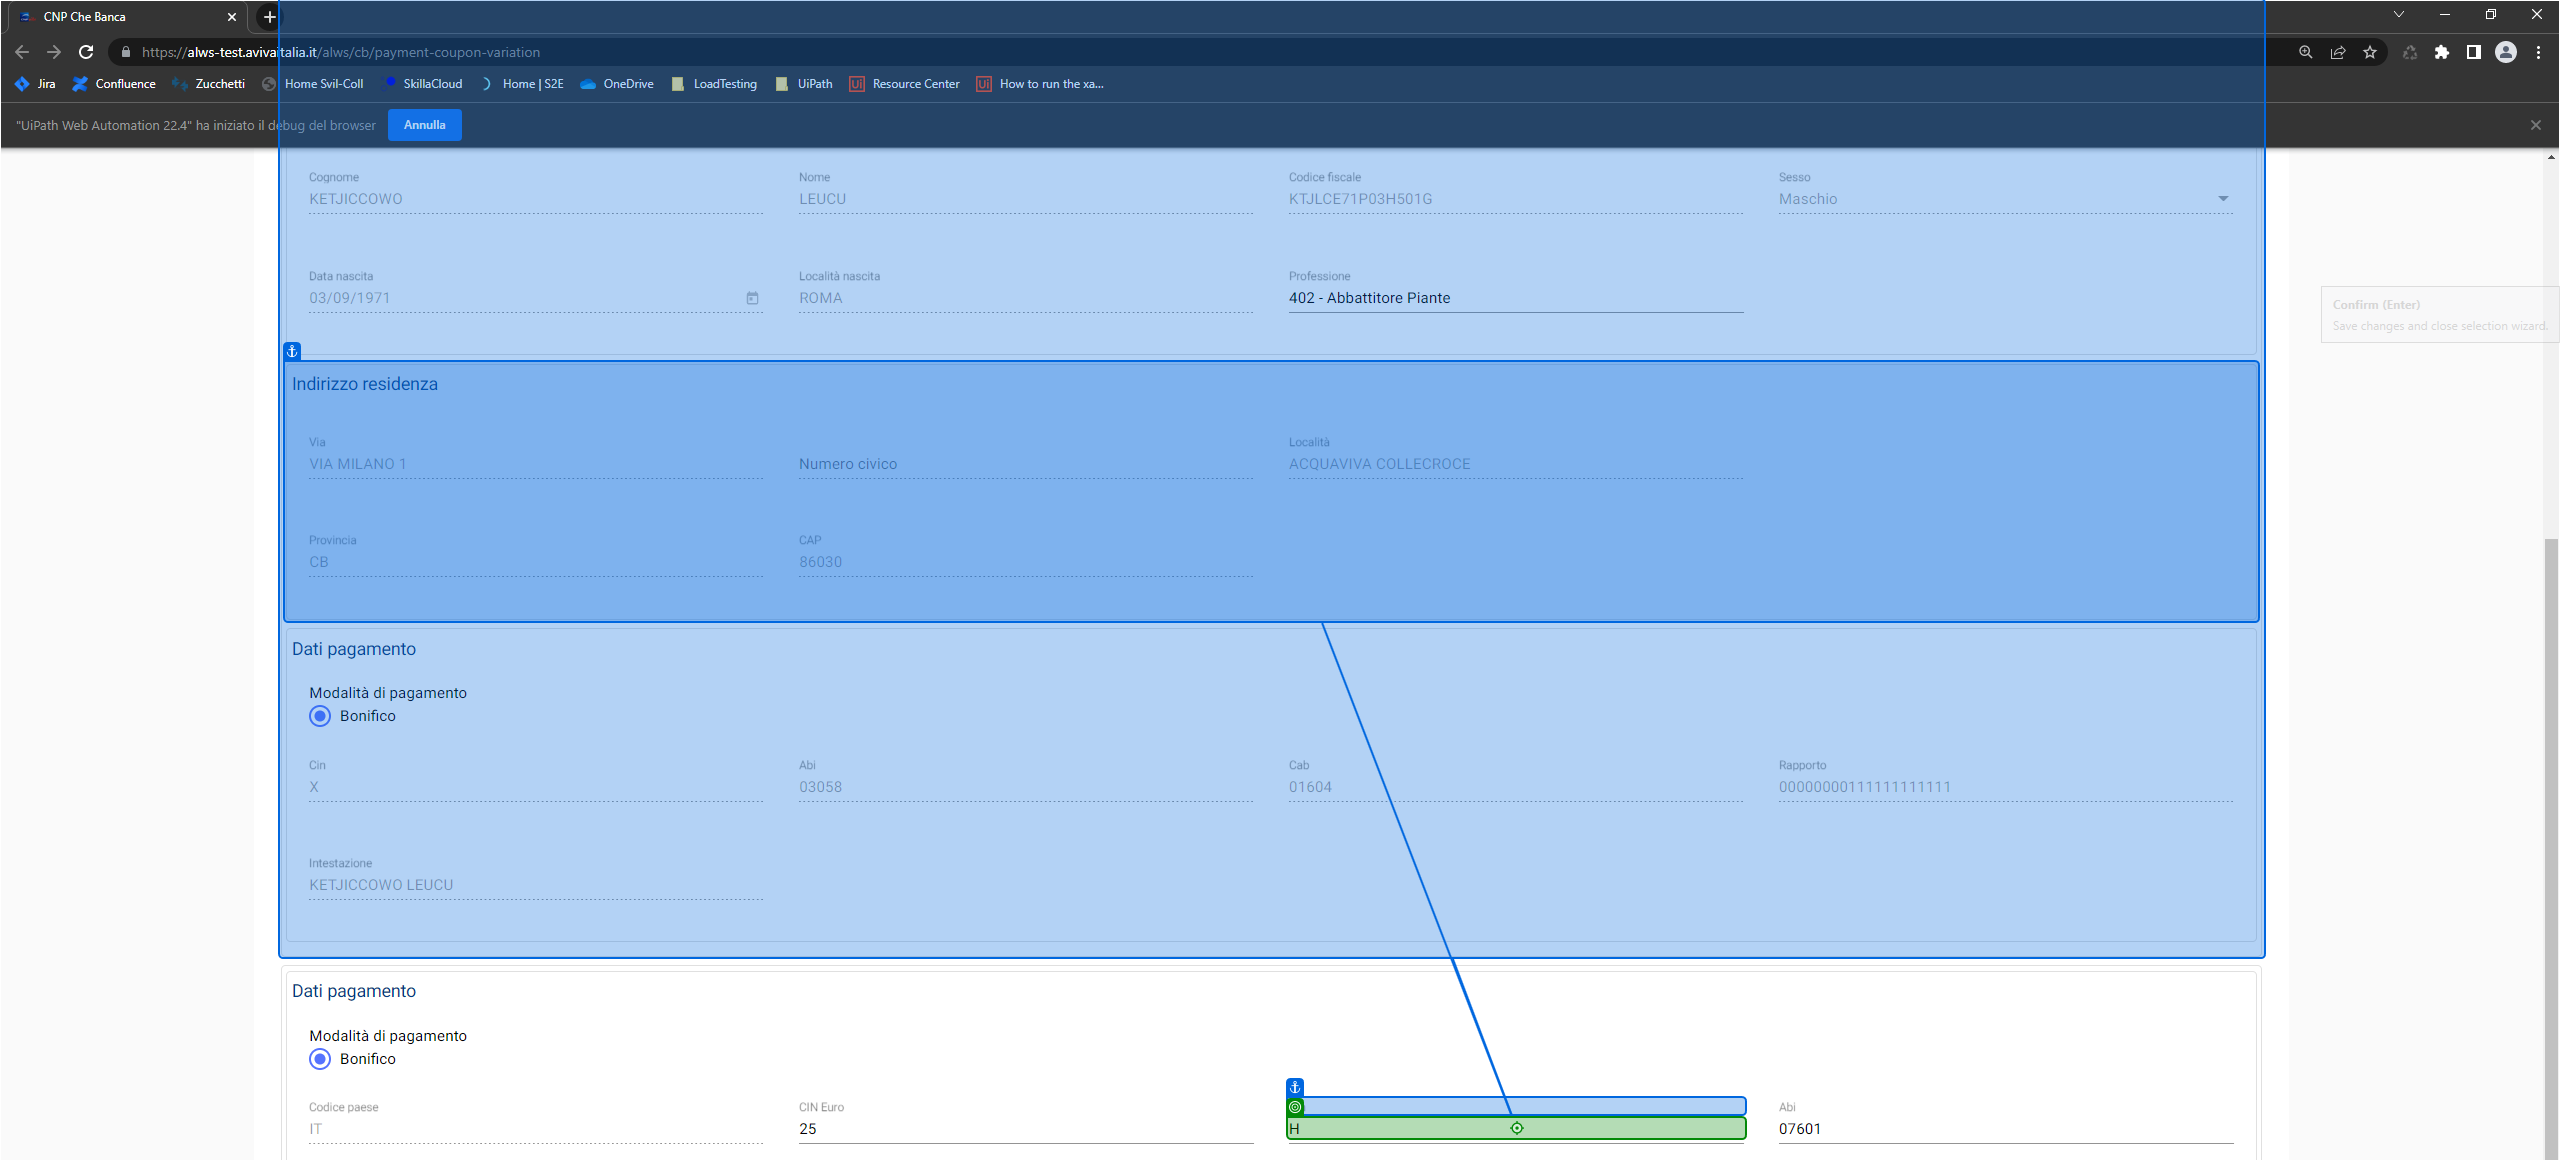 CNP Che Banca
https://alws-test.avivaitalia.it/alws/cb/payment-coupon-variation
Jira Confluence Zucchetti Home Svil-Coll SkillaCloud Home | S2E OneDrive LoadTesting UiPath Resource Center How to run the xa...
"UiPath Web Automation 22.4" ha iniziato il debug del browser Annulla
Cognome Nome Codice fiscale Sesso
KETJICCOWO LEUCU KTJLCE71P03H501G Maschio
Data nascita Località nascita Professione
03/09/1971 ROMA 402 - Abbattitore Piante
Confirm (Enter)
Save changes and close selection wizard.
Indirizzo residenza
Via Località
VIA MILANO 1 Numero civico ACQUAVIVA COLLECROCE
Provincia CAP
CB 86030
Dati pagamento
Modalità di pagamento
Bonifico
Cin Abi Cab Rapporto
X 03058 01604 00000000111111111111
Intestazione
KETJICCOWO LEUCU
Dati pagamento
Modalità di pagamento
Bonifico
Codice paese CIN Euro Abi
IT 25 H 07601